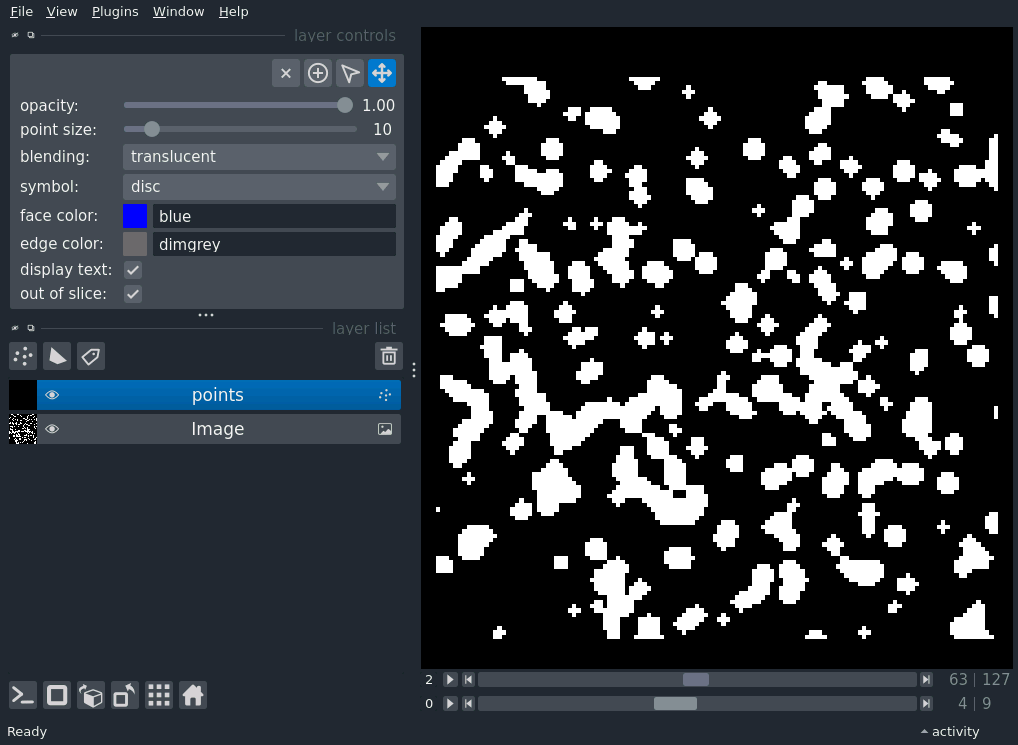 File View Plugins Window Help
layer controls
opacity: 1.00
point size: 10
blending: translucent
symbol: disc
face color: blue
edge color: dimgrey
display text:
out of slice:
layer list
points
Image
2 63 | 127
0 4 | 9
Ready activity